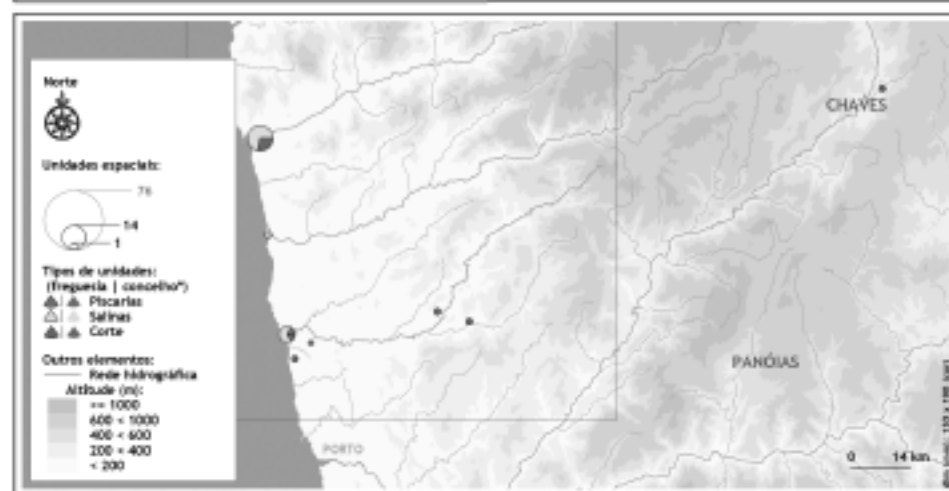 Norte
Unidades espaciais:
76
14
1
Tipos de unidades:
(freguesia | concelho*)
Piscarias
Salinas
Corte
Outros elementos:
Rede hidrográfica
Altitude (m):
>= 1000
600 < 1000
400 < 600
200 < 400
< 200
CHAVES
PANÓIAS
PORTO
0 14 km